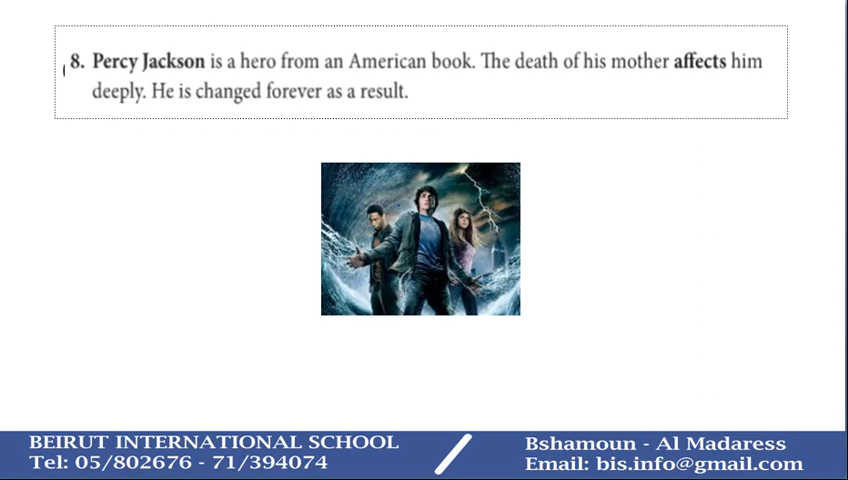 8. Percy Jackson is a hero from an American book. The death of his mother affects him
deeply. He is changed forever as a result.
BEIRUT INTERNATIONAL SCHOOL
Tel: 05/802676 - 71/394074
Bshamoun - Al Madaress
Email: bis.info@gmail.com